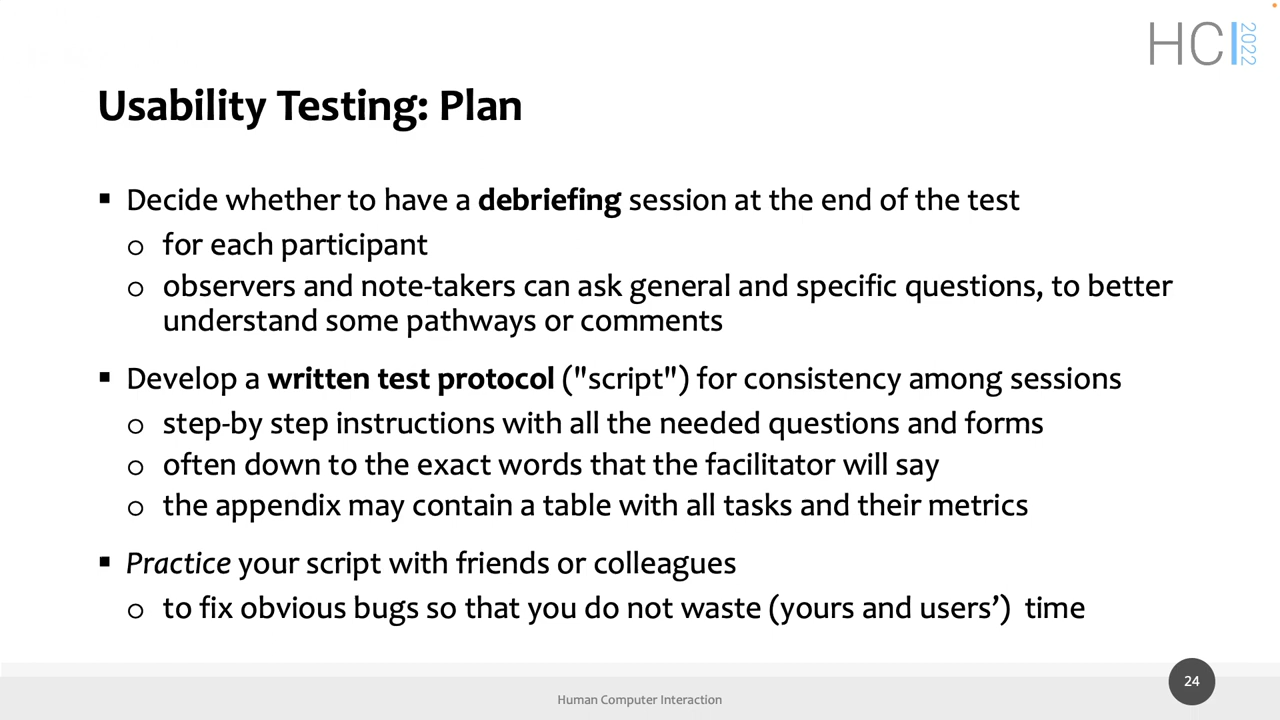 HCI 2022
Usability Testing: Plan
▪ Decide whether to have a debriefing session at the end of the test
o for each participant
o observers and note-takers can ask general and specific questions, to better
understand some pathways or comments
▪ Develop a written test protocol ("script") for consistency among sessions
o step-by step instructions with all the needed questions and forms
o often down to the exact words that the facilitator will say
o the appendix may contain a table with all tasks and their metrics
▪ Practice your script with friends or colleagues
o to fix obvious bugs so that you do not waste (yours and users’)  time
24
Human Computer Interaction